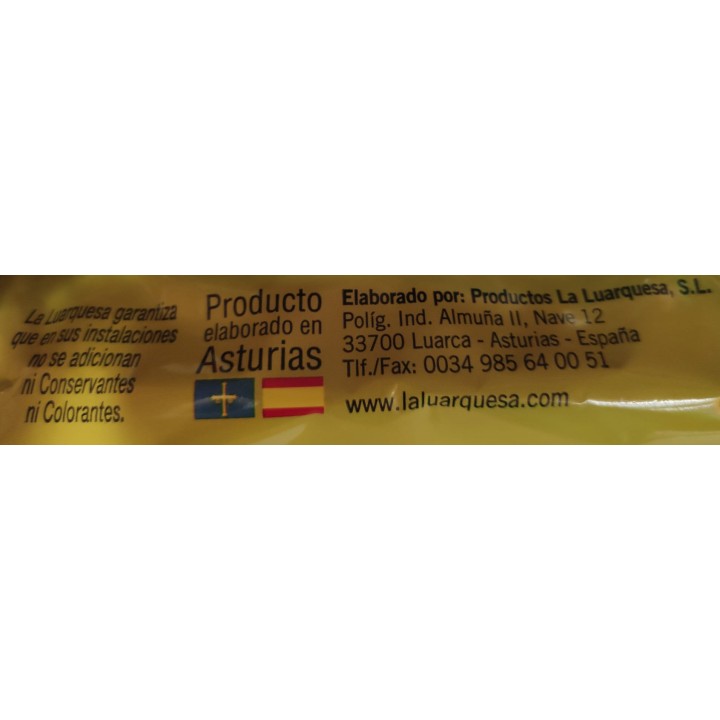 La Luarquesa garantiza
que en sus instalaciones
no se adicionan
ni Conservantes
ni Colorantes.
Producto
elaborado en
Asturias
Elaborado por: Productos La Luarquesa, S.L.
Políg. Ind. Almuña II, Nave 12
33700 Luarca - Asturias - España
Tlf./Fax: 0034 985 64 00 51
www.laluarquesa.com